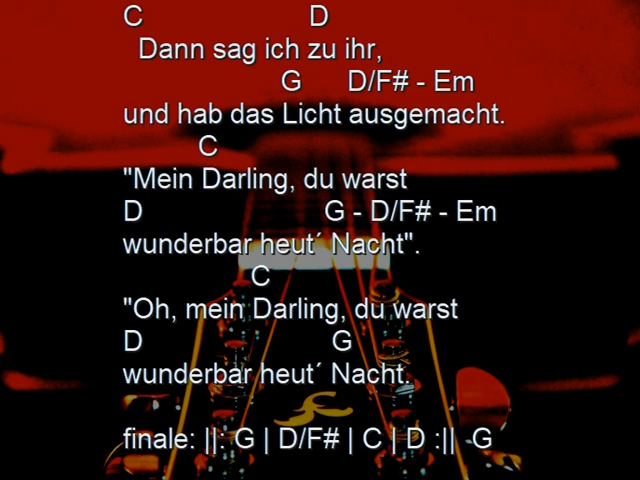 C D
Dann sag ich zu ihr,
G D/F# - Em
und hab das Licht ausgemacht.
C
"Mein Darling, du warst
D G - D/F# - Em
wunderbar heut´ Nacht".
C
"Oh, mein Darling, du warst
D G
wunderbar heut´ Nacht.
finale: ||: G | D/F# | C | D :|| G